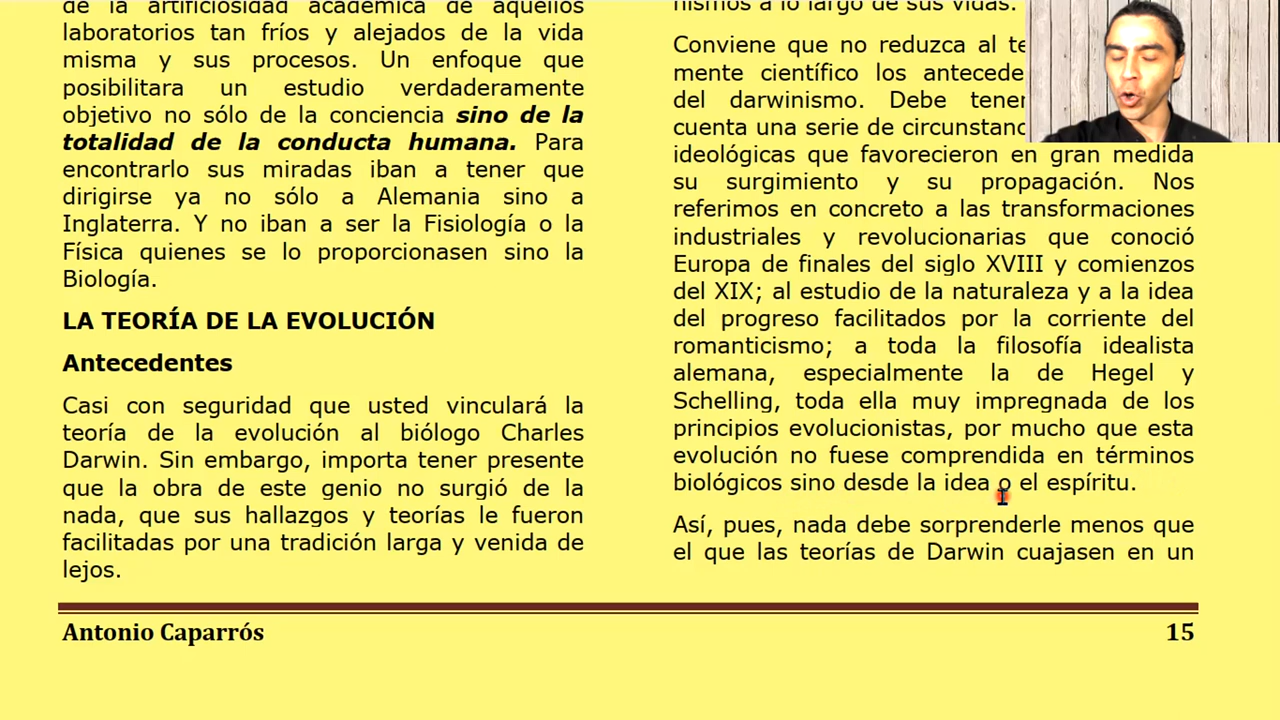 de la artificiosidad académica de aquellos
laboratorios tan fríos y alejados de la vida
misma y sus procesos. Un enfoque que
posibilitara un estudio verdaderamente
objetivo no sólo de la conciencia sino de la
totalidad de la conducta humana. Para
encontrarlo sus miradas iban a tener que
dirigirse ya no sólo a Alemania sino a
Inglaterra. Y no iban a ser la Fisiología o la
Física quienes se lo proporcionasen sino la
Biología.
LA TEORÍA DE LA EVOLUCIÓN
Antecedentes
Casi con seguridad que usted vinculará la
teoría de la evolución al biólogo Charles
Darwin. Sin embargo, importa tener presente
que la obra de este genio no surgió de la
nada, que sus hallazgos y teorías le fueron
facilitadas por una tradición larga y venida de
lejos.
nismos a lo largo de sus vidas.
Conviene que no reduzca al te
mente científico los antecede
del darwinismo. Debe tener
cuenta una serie de circunstanc
ideológicas que favorecieron en gran medida
su surgimiento y su propagación. Nos
referimos en concreto a las transformaciones
industriales y revolucionarias que conoció
Europa de finales del siglo XVIII y comienzos
del XIX; al estudio de la naturaleza y a la idea
del progreso facilitados por la corriente del
romanticismo; a toda la filosofía idealista
alemana, especialmente la de Hegel y
Schelling, toda ella muy impregnada de los
principios evolucionistas, por mucho que esta
evolución no fuese comprendida en términos
biológicos sino desde la idea o el espíritu.
Así, pues, nada debe sorprenderle menos que
el que las teorías de Darwin cuajasen en un
Antonio Caparrós
15